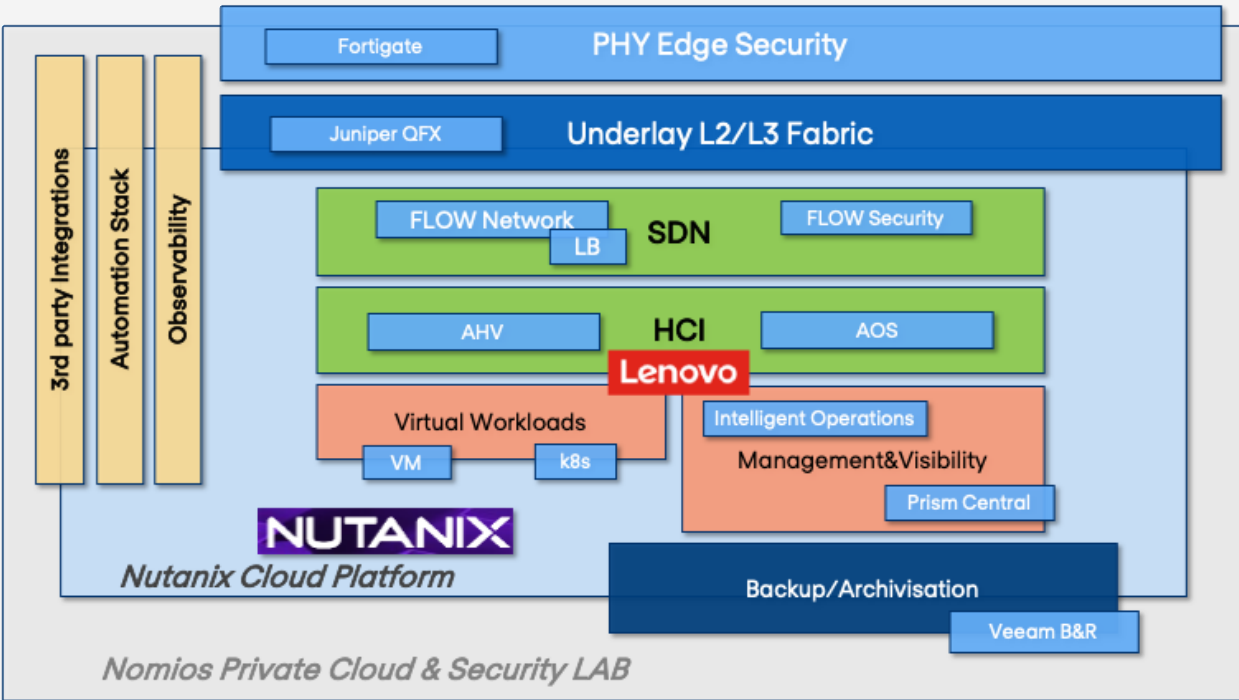 Fortigate
PHY Edge Security
Juniper QFX
Underlay L2/L3 Fabric
3rd party Integrations
Automation Stack
Observability
FLOW Network
LB
SDN
FLOW Security
AHV
HCI
AOS
Lenovo
Virtual Workloads
VM
k8s
Intelligent Operations
Management&Visibility
Prism Central
NUTANIX
Nutanix Cloud Platform
Backup/Archivisation
Veeam B&R
Nomios Private Cloud & Security LAB